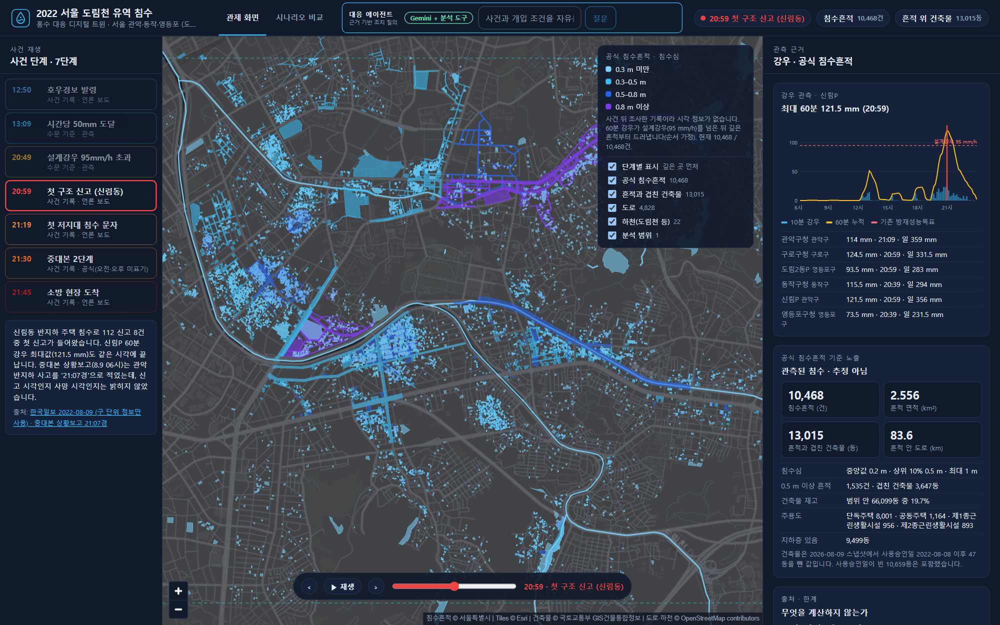 2022 서울 도림천 유역 침수
홍수 대응 디지털 트윈 · 서울 관악·동작·영등포 (도...
관제 화면
시나리오 비교
대응 에이전트
근거 기반 조치 질의
Gemini + 분석 도구
사건과 개입 조건을 자유
질문
20:59 첫 구조 신고 (신림동)
침수흔적 10,468건
흔적 위 건축물 13,015동
사건 재생
사건 단계 · 7단계
12:50 호우경보 발령
사건 기록 · 언론 보도
13:09 시간당 50mm 도달
수문 기준 · 관측
20:49 설계강우 95mm/h 초과
수문 기준 · 관측
20:59 첫 구조 신고 (신림동)
사건 기록 · 언론 보도
21:19 첫 저지대 침수 문자
사건 기록 · 언론 보도
21:30 중대본 2단계
사건 기록 · 공식(오전·오후 미표기)
21:45 소방 현장 도착
사건 기록 · 언론 보도
신림동 반지하 주택 침수로 112 신고 8건
중 첫 신고가 들어왔습니다. 신림P 60분
강우 최대값(121.5 mm)도 같은 시각에 끝
납니다. 중대본 상황보고(8.9 06시)는 관악
반지하 사고를 '21:07경'으로 적었는데, 신
고 시각인지 사망 시각인지는 밝히지 않았
습니다.
출처: 한국일보 2022-08-09 (구 단위 정보만
사용) · 중대본 상황보고 21:07경
공식 침수흔적 · 침수심
0.3 m 미만
0.3–0.5 m
0.5–0.8 m
0.8 m 이상
사건 뒤 조사한 기록이라 시각 정보가 없습니다.
60분 강우가 설계강우(95 mm/h)를 넘은 뒤 깊은
흔적부터 드러냅니다(순서 가정). 현재 10,468 /
10,468건.
단계별 표시 깊은 곳 먼저
공식 침수흔적 10,468
흔적과 겹친 건축물 13,015
도로 4,828
하천(도림천 등) 22
분석 범위 1
+
−
‹
▶ 재생
›
20:59 · 첫 구조 신고 (신림동)
침수흔적 © 서울특별시 | Tiles © Esri | 건축물 © 국토교통부 GIS건물통합정보 | 도로·하천 © OpenStreetMap contributors
관측 근거
강우 · 공식 침수흔적
강우 관측 · 신림P
최대 60분 121.5 mm (20:59)
설계강우 95 mm/h
100
50
0
6시 9시 12시 15시 18시 21시
10분 강우 60분 누적 기존 방재성능목표
관악구청 관악구 114 mm · 21:09 · 일 359 mm
구로구청 구로구 124.5 mm · 20:59 · 일 331.5 mm
도림2동P 영등포구 93.5 mm · 20:59 · 일 283 mm
동작구청 동작구 115.5 mm · 20:39 · 일 294 mm
신림P 관악구 121.5 mm · 20:59 · 일 356 mm
영등포구청 영등포 73.5 mm · 20:39 · 일 231.5 mm
구
공식 침수흔적 기준 노출
관측된 침수 · 추정 아님
10,468
침수흔적 (건)
2.556
흔적 면적 (km²)
13,015
흔적과 겹친 건축물 (동)
83.6
흔적 안 도로 (km)
침수심 중앙값 0.2 m · 상위 10% 0.5 m · 최대 1 m
0.5 m 이상 흔적 1,535건 · 겹친 건축물 3,647동
건축물 재고 범위 안 66,099동 중 19.7%
주용도 단독주택 8,001 · 공동주택 1,164 · 제1종근
린생활시설 956 · 제2종근린생활시설 893
지하층 있음 9,499동
건축물은 2026-08-09 스냅샷에서 사용승인일 2022-08-08 이후 47
동을 뺀 값입니다. 사용승인일이 빈 10,659동은 포함했습니다.
출처 · 한계
무엇을 계산하지 않는가